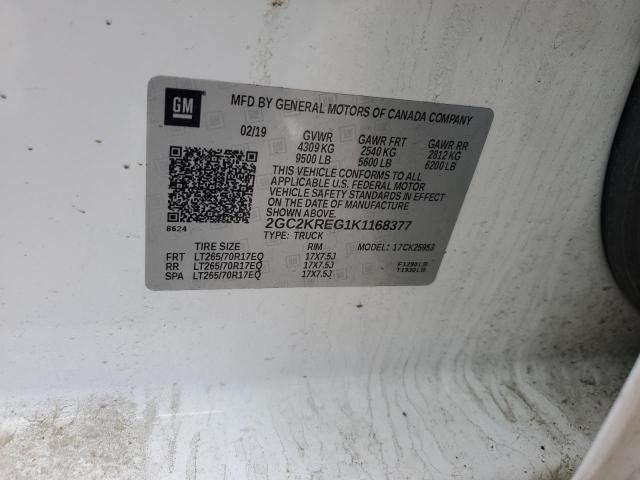 GM
MFD BY GENERAL MOTORS OF CANADA COMPANY
02/19 GVWR GAWR FRT GAWR RR
4309 KG 2540 KG 2812 KG
9500 LB 5600 LB 6200 LB
THIS VEHICLE CONFORMS TO ALL
APPLICABLE U.S. FEDERAL MOTOR
VEHICLE SAFETY STANDARDS IN EFFECT
ON THE DATE OF MANUFACTURE
SHOWN ABOVE.
2GC2KREG1K1168377
8624
TYPE: TRUCK
TIRE SIZE RIM MODEL: 17CK25953
FRT LT265/70R17EQ 17X7.5J
RR LT265/70R17EQ 17X7.5J F1290LB
SPA LT265/70R17EQ 17X7.5J T1930LB